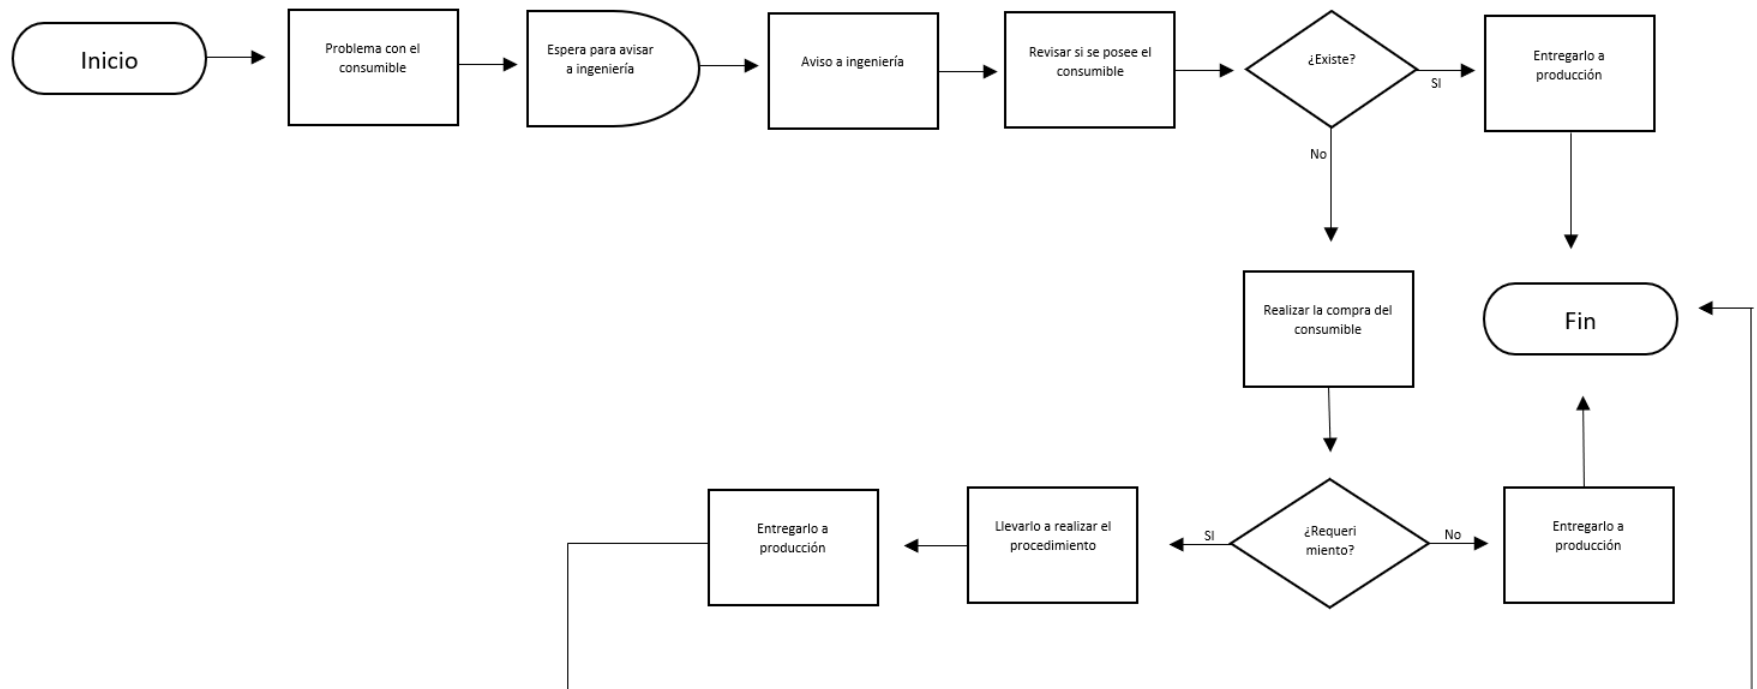 Inicio
Problema con el
consumible
Espera para avisar
a ingeniería
Aviso a ingeniería
Revisar si se posee el
consumible
¿Existe?
SI
Entregarlo a
producción
No
Realizar la compra del
consumible
Fin
Entregarlo a
producción
Llevarlo a realizar el
procedimiento
SI
¿Requeri
miento?
No
Entregarlo a
producción